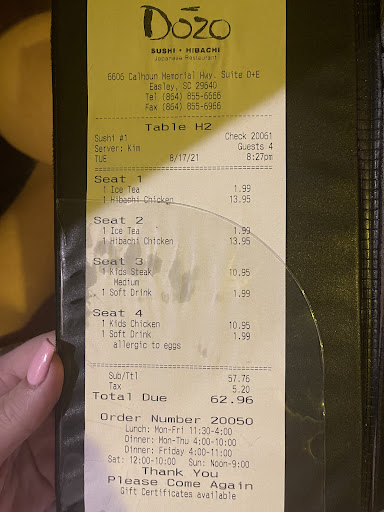 Dōzo
SUSHI • HIBACHI
Japanese Restaurant
6606 Calhoun Memorial Hwy. Suite D+E
Easley, SC 29640
Tel (864) 855-6666
Fax (864) 855-6966
Table H2
Sushi #1 Check 20061
Server: Kim Guests 4
TUE 8/17/21 8:27pm
Seat 1
1 Ice Tea 1.99
1 Hibachi Chicken 13.95
Seat 2
1 Ice Tea 1.99
1 Hibachi Chicken 13.95
Seat 3
1 Kids Steak 10.95
Medium
1 Soft Drink 1.99
Seat 4
1 Kids Chicken 10.95
1 Soft Drink 1.99
allergic to eggs
Sub/Ttl 57.76
Tax 5.20
Total Due 62.96
Order Number 20050
Lunch: Mon-Fri 11:30-4:00
Dinner: Mon-Thu 4:00-10:00
Dinner: Friday 4:00-11:00
Sat: 12:00-10:00 Sun: Noon-9:00
Thank You
Please Come Again
Gift Certificates available